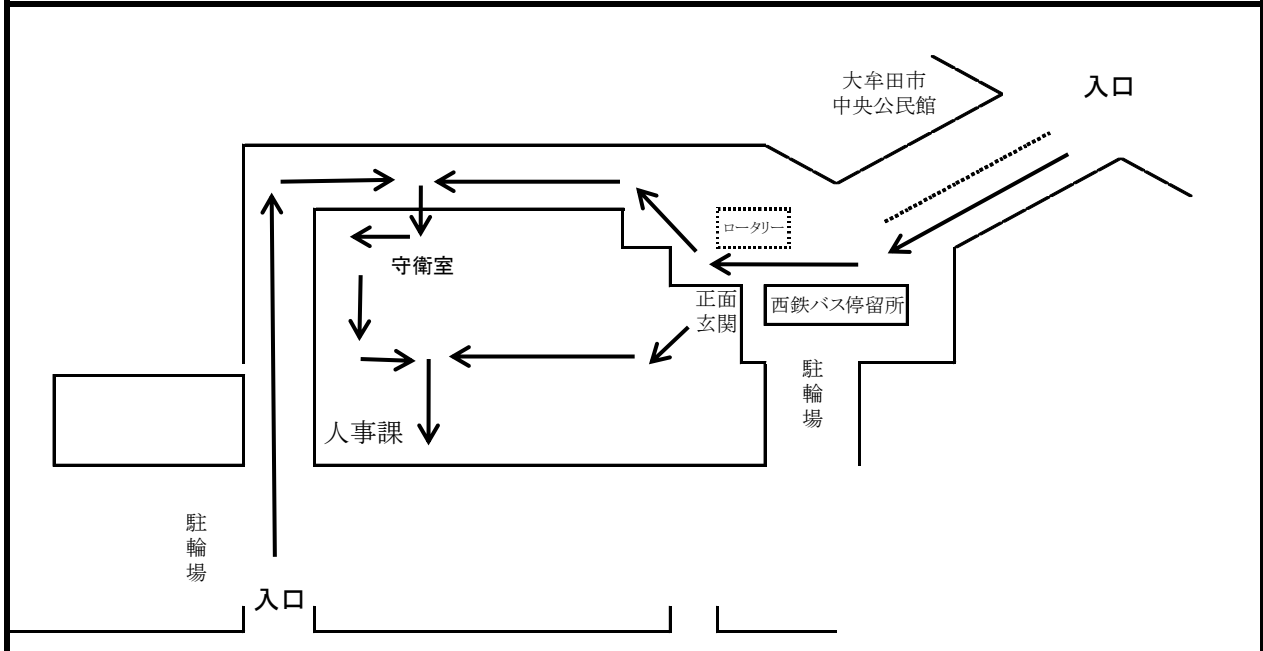 大牟田市
中央公民館
入口
ロータリー
守衛室
正面
玄関
西鉄バス停留所
駐輪場
人事課
駐輪場
入口